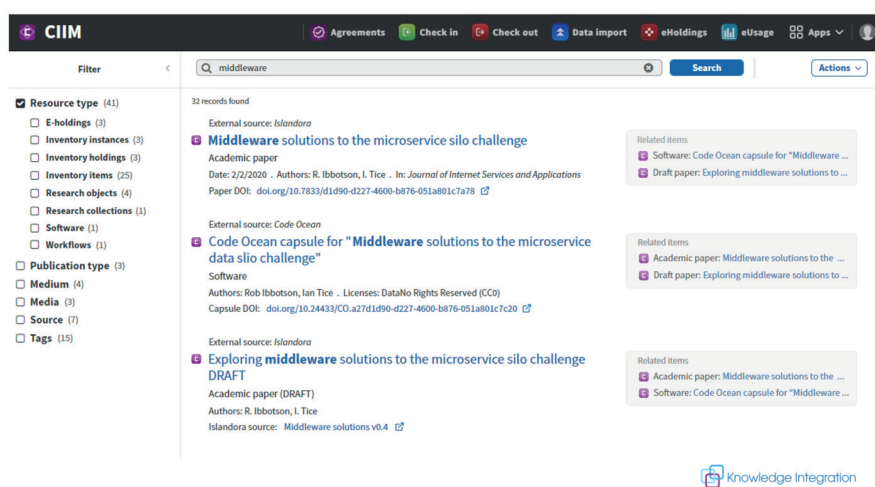 CIIM
Agreements
Check in
Check out
Data import
eHoldings
eUsage
Apps
Filter
middleware
Search
Actions
Resource type (41)
E-holdings (3)
Inventory instances (3)
Inventory holdings (3)
Inventory items (25)
Research objects (4)
Research collections (1)
Software (1)
Workflows (1)
Publication type (3)
Medium (4)
Media (3)
Source (7)
Tags (15)
32 records found
External source: Islandora
Middleware solutions to the microservice silo challenge
Academic paper
Date: 2/2/2020 . Authors: R. Ibbotson, I. Tice . In: Journal of Internet Services and Applications
Paper DOI: doi.org/10.7833/d1d90-d227-4600-b876-051a801c7a78
Related items
Software: Code Ocean capsule for "Middleware ...
Draft paper: Exploring middleware solutions to ...
External source: Code Ocean
Code Ocean capsule for "Middleware solutions to the microservice
data slio challenge"
Software
Authors: Rob Ibbotson, Ian Tice . Licenses: DataNo Rights Reserved (CC0)
Capsule DOI: doi.org/10.24433/CO.a27d1d90-d227-4600-b876-051a801c7c20
Related items
Academic paper: Middleware solutions to the ...
Draft paper: Exploring middleware solutions to ...
External source: Islandora
Exploring middleware solutions to the microservice silo challenge
DRAFT
Academic paper (DRAFT)
Authors: R. Ibbotson, I. Tice
Islandora source: Middleware solutions v0.4
Related items
Academic paper: Middleware solutions to the ...
Software: Code Ocean capsule for "Middleware ...
Knowledge Integration